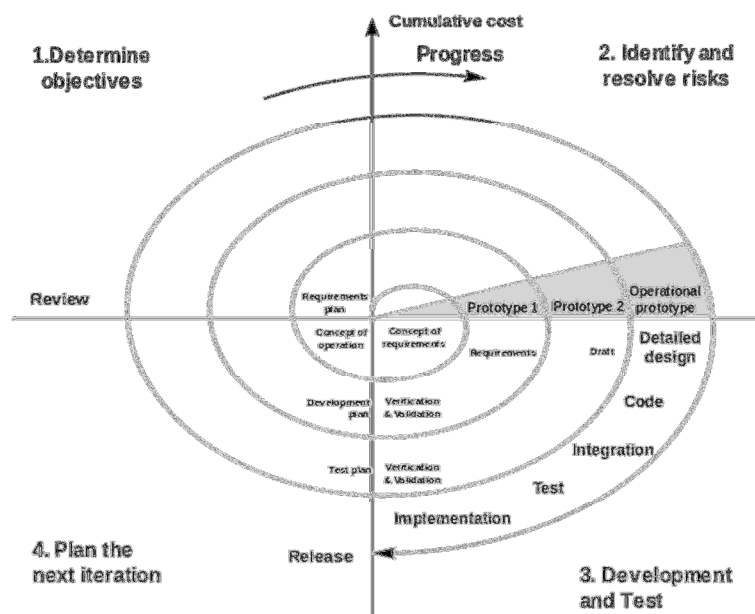 Cumulative cost
1.Determine
objectives
Progress
2. Identify and
resolve risks
Review
Requirements
plan
Prototype 1
Prototype 2
Operational
prototype
Concept of
operation
Concept of
requirements
Requirements
Draft
Detailed
design
Development
plan
Verification
& Validation
Code
Test plan
Verification
& Validation
Integration
Test
Implementation
4. Plan the
next iteration
Release
3. Development
and Test